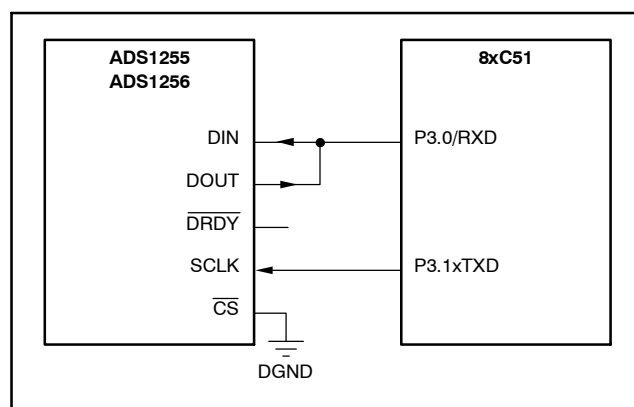 ADS1255
ADS1256
8xC51
DIN
P3.0/RXD
DOUT
DRDY
SCLK
P3.1xTXD
CS
DGND